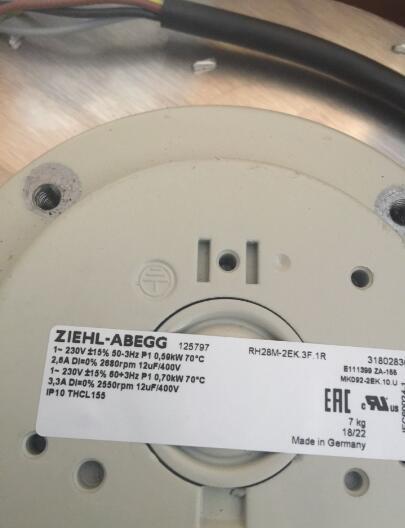 ZIEHL-ABEGG 125797 RH28M-2EK.3F.1R
1~ 230V ±15% 50-3Hz P1 0,59kW 70°C
2,6A DI=0% 2680rpm 12uF/400V
1~ 230V ±15% 60+3Hz P1 0,70kW 70°C
3,3A DI=0% 2550rpm 12uF/400V
IP10 THCL155
E111399 ZA-155
MK092-2EK.10.U
EAC c US
7 kg
18/22
Made in Germany